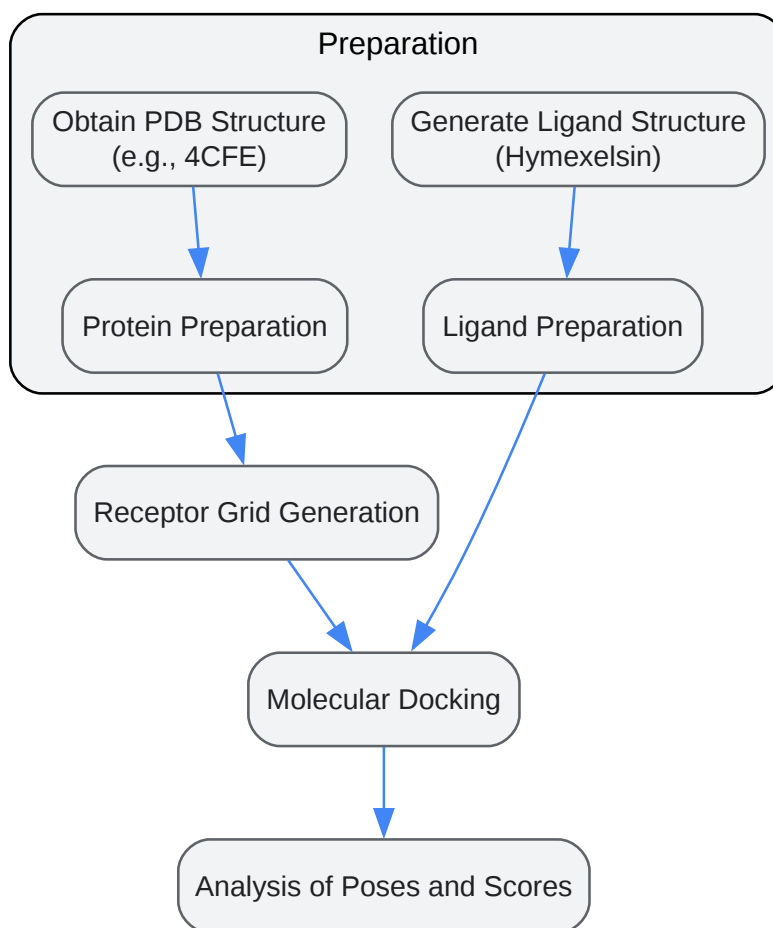 Preparation
Obtain PDB Structure
(e.g., 4CFE)
Generate Ligand Structure
(Hymexelsin)
Protein Preparation
Ligand Preparation
Receptor Grid Generation
Molecular Docking
Analysis of Poses and Scores